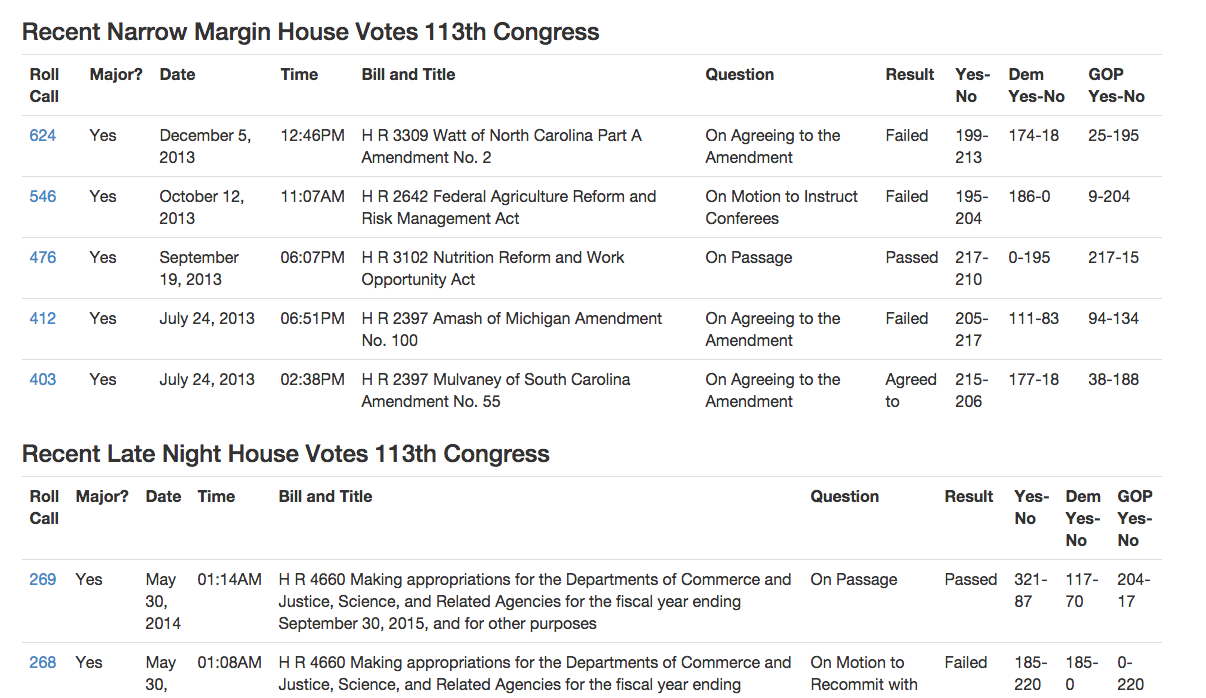 Recent Narrow Margin House Votes 113th Congress
Roll Call Major? Date Time Bill and Title Question Result Yes-No Dem Yes-No GOP Yes-No
624 Yes December 5, 2013 12:46PM H R 3309 Watt of North Carolina Part A Amendment No. 2 On Agreeing to the Amendment Failed 199-213 174-18 25-195
546 Yes October 12, 2013 11:07AM H R 2642 Federal Agriculture Reform and Risk Management Act On Motion to Instruct Conferees Failed 195-204 186-0 9-204
476 Yes September 19, 2013 06:07PM H R 3102 Nutrition Reform and Work Opportunity Act On Passage Passed 217-210 0-195 217-15
412 Yes July 24, 2013 06:51PM H R 2397 Amash of Michigan Amendment No. 100 On Agreeing to the Amendment Failed 205-217 111-83 94-134
403 Yes July 24, 2013 02:38PM H R 2397 Mulvaney of South Carolina Amendment No. 55 On Agreeing to the Amendment Agreed to 215-206 177-18 38-188
Recent Late Night House Votes 113th Congress
Roll Call Major? Date Time Bill and Title Question Result Yes-No Dem Yes-No GOP Yes-No
269 Yes May 30, 2014 01:14AM H R 4660 Making appropriations for the Departments of Commerce and Justice, Science, and Related Agencies for the fiscal year ending September 30, 2015, and for other purposes On Passage Passed 321-87 117-70 204-17
268 Yes May 30, 01:08AM H R 4660 Making appropriations for the Departments of Commerce and Justice, Science, and Related Agencies for the fiscal year ending On Motion to Recommit with Failed 185-220 185-0 0-220